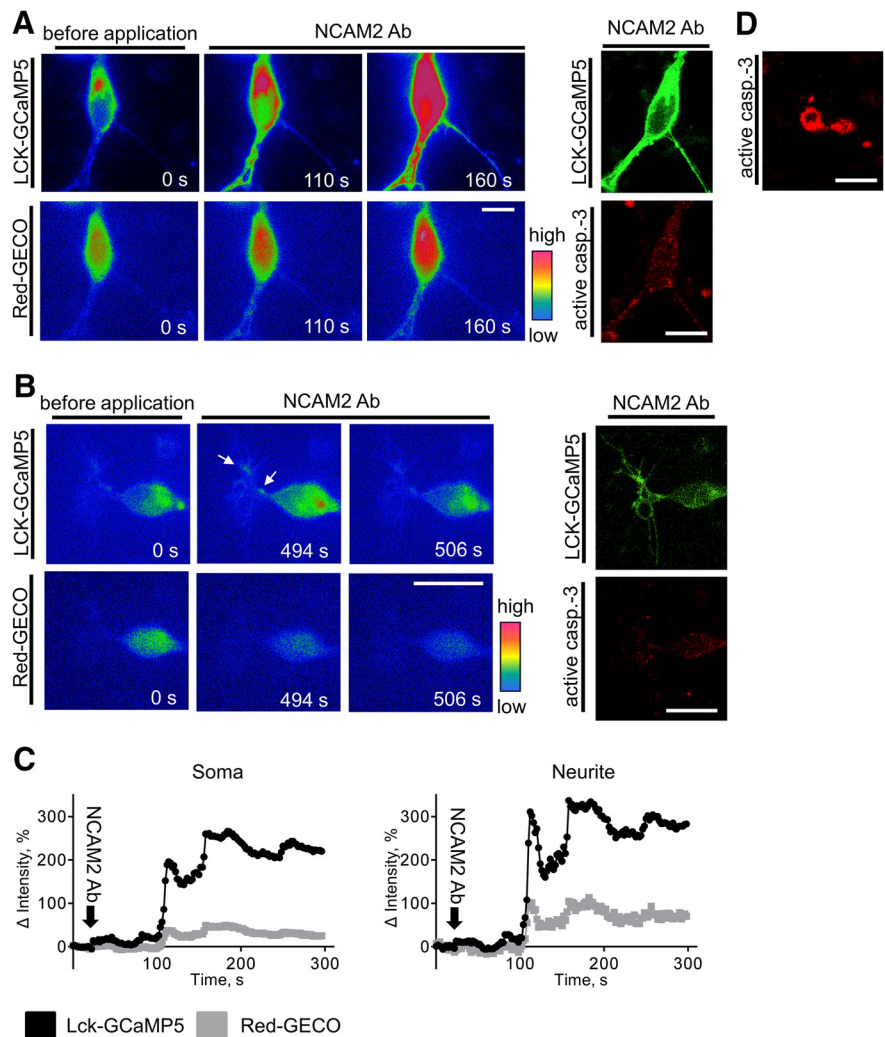 A
before application
NCAM2 Ab
NCAM2 Ab
D
LCK-GCaMP5
0 s
110 s
160 s
LCK-GCaMP5
active casp.-3
Red-GECO
0 s
110 s
160 s
high
low
active casp.-3
B
before application
NCAM2 Ab
NCAM2 Ab
LCK-GCaMP5
0 s
494 s
506 s
LCK-GCaMP5
Red-GECO
0 s
494 s
506 s
high
low
active casp.-3
C
Soma
Neurite
Δ Intensity, %
300
200
100
0
NCAM2 Ab
100
200
300
Time, s
Δ Intensity, %
300
200
100
0
NCAM2 Ab
100
200
300
Time, s
Lck-GCaMP5
Red-GECO